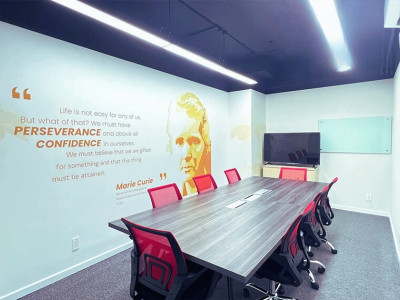 “
Life is not easy for any of us.
But what of that? We must have
PERSEVERANCE and above all
CONFIDENCE in ourselves.
We must believe that we are gifted
for something and that this thing
must be attained.
Marie Curie
”